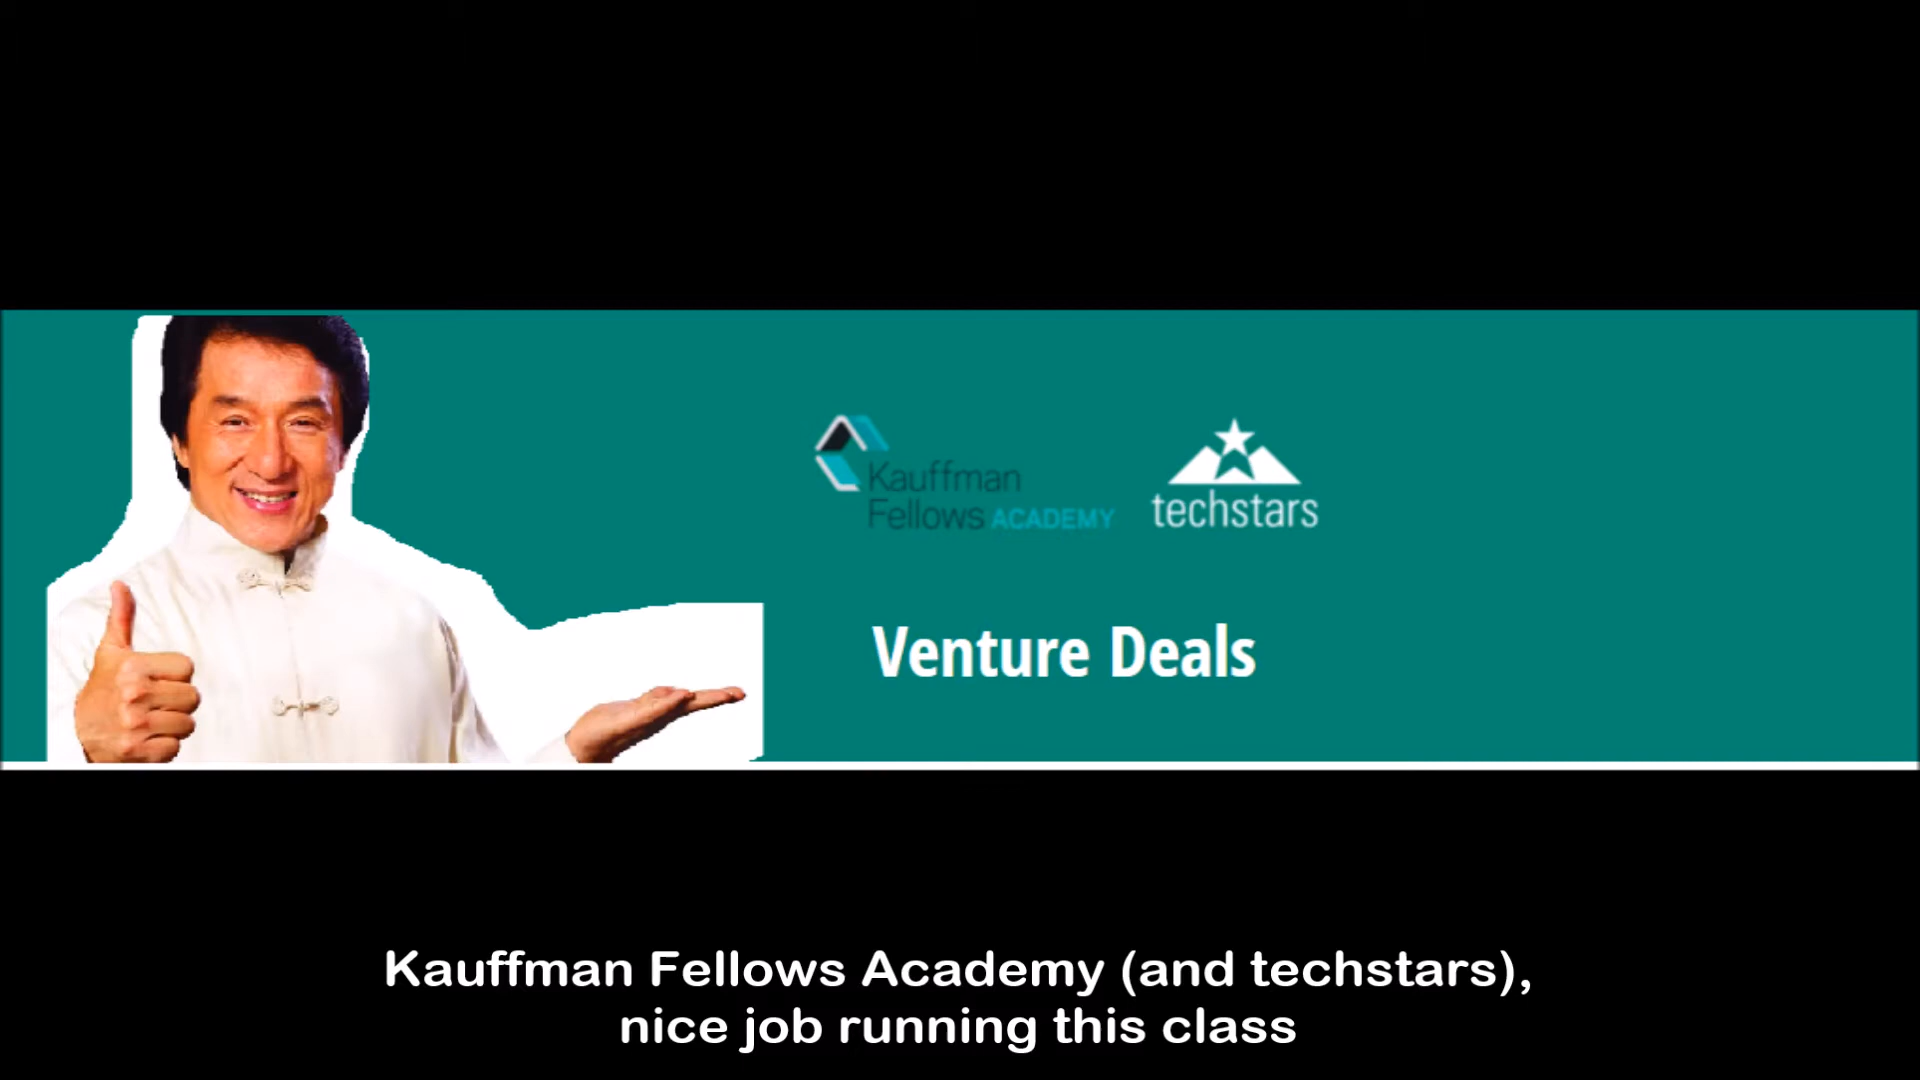 Kauffman
Fellows ACADEMY
techstars
Venture Deals
Kauffman Fellows Academy (and techstars),
nice job running this class